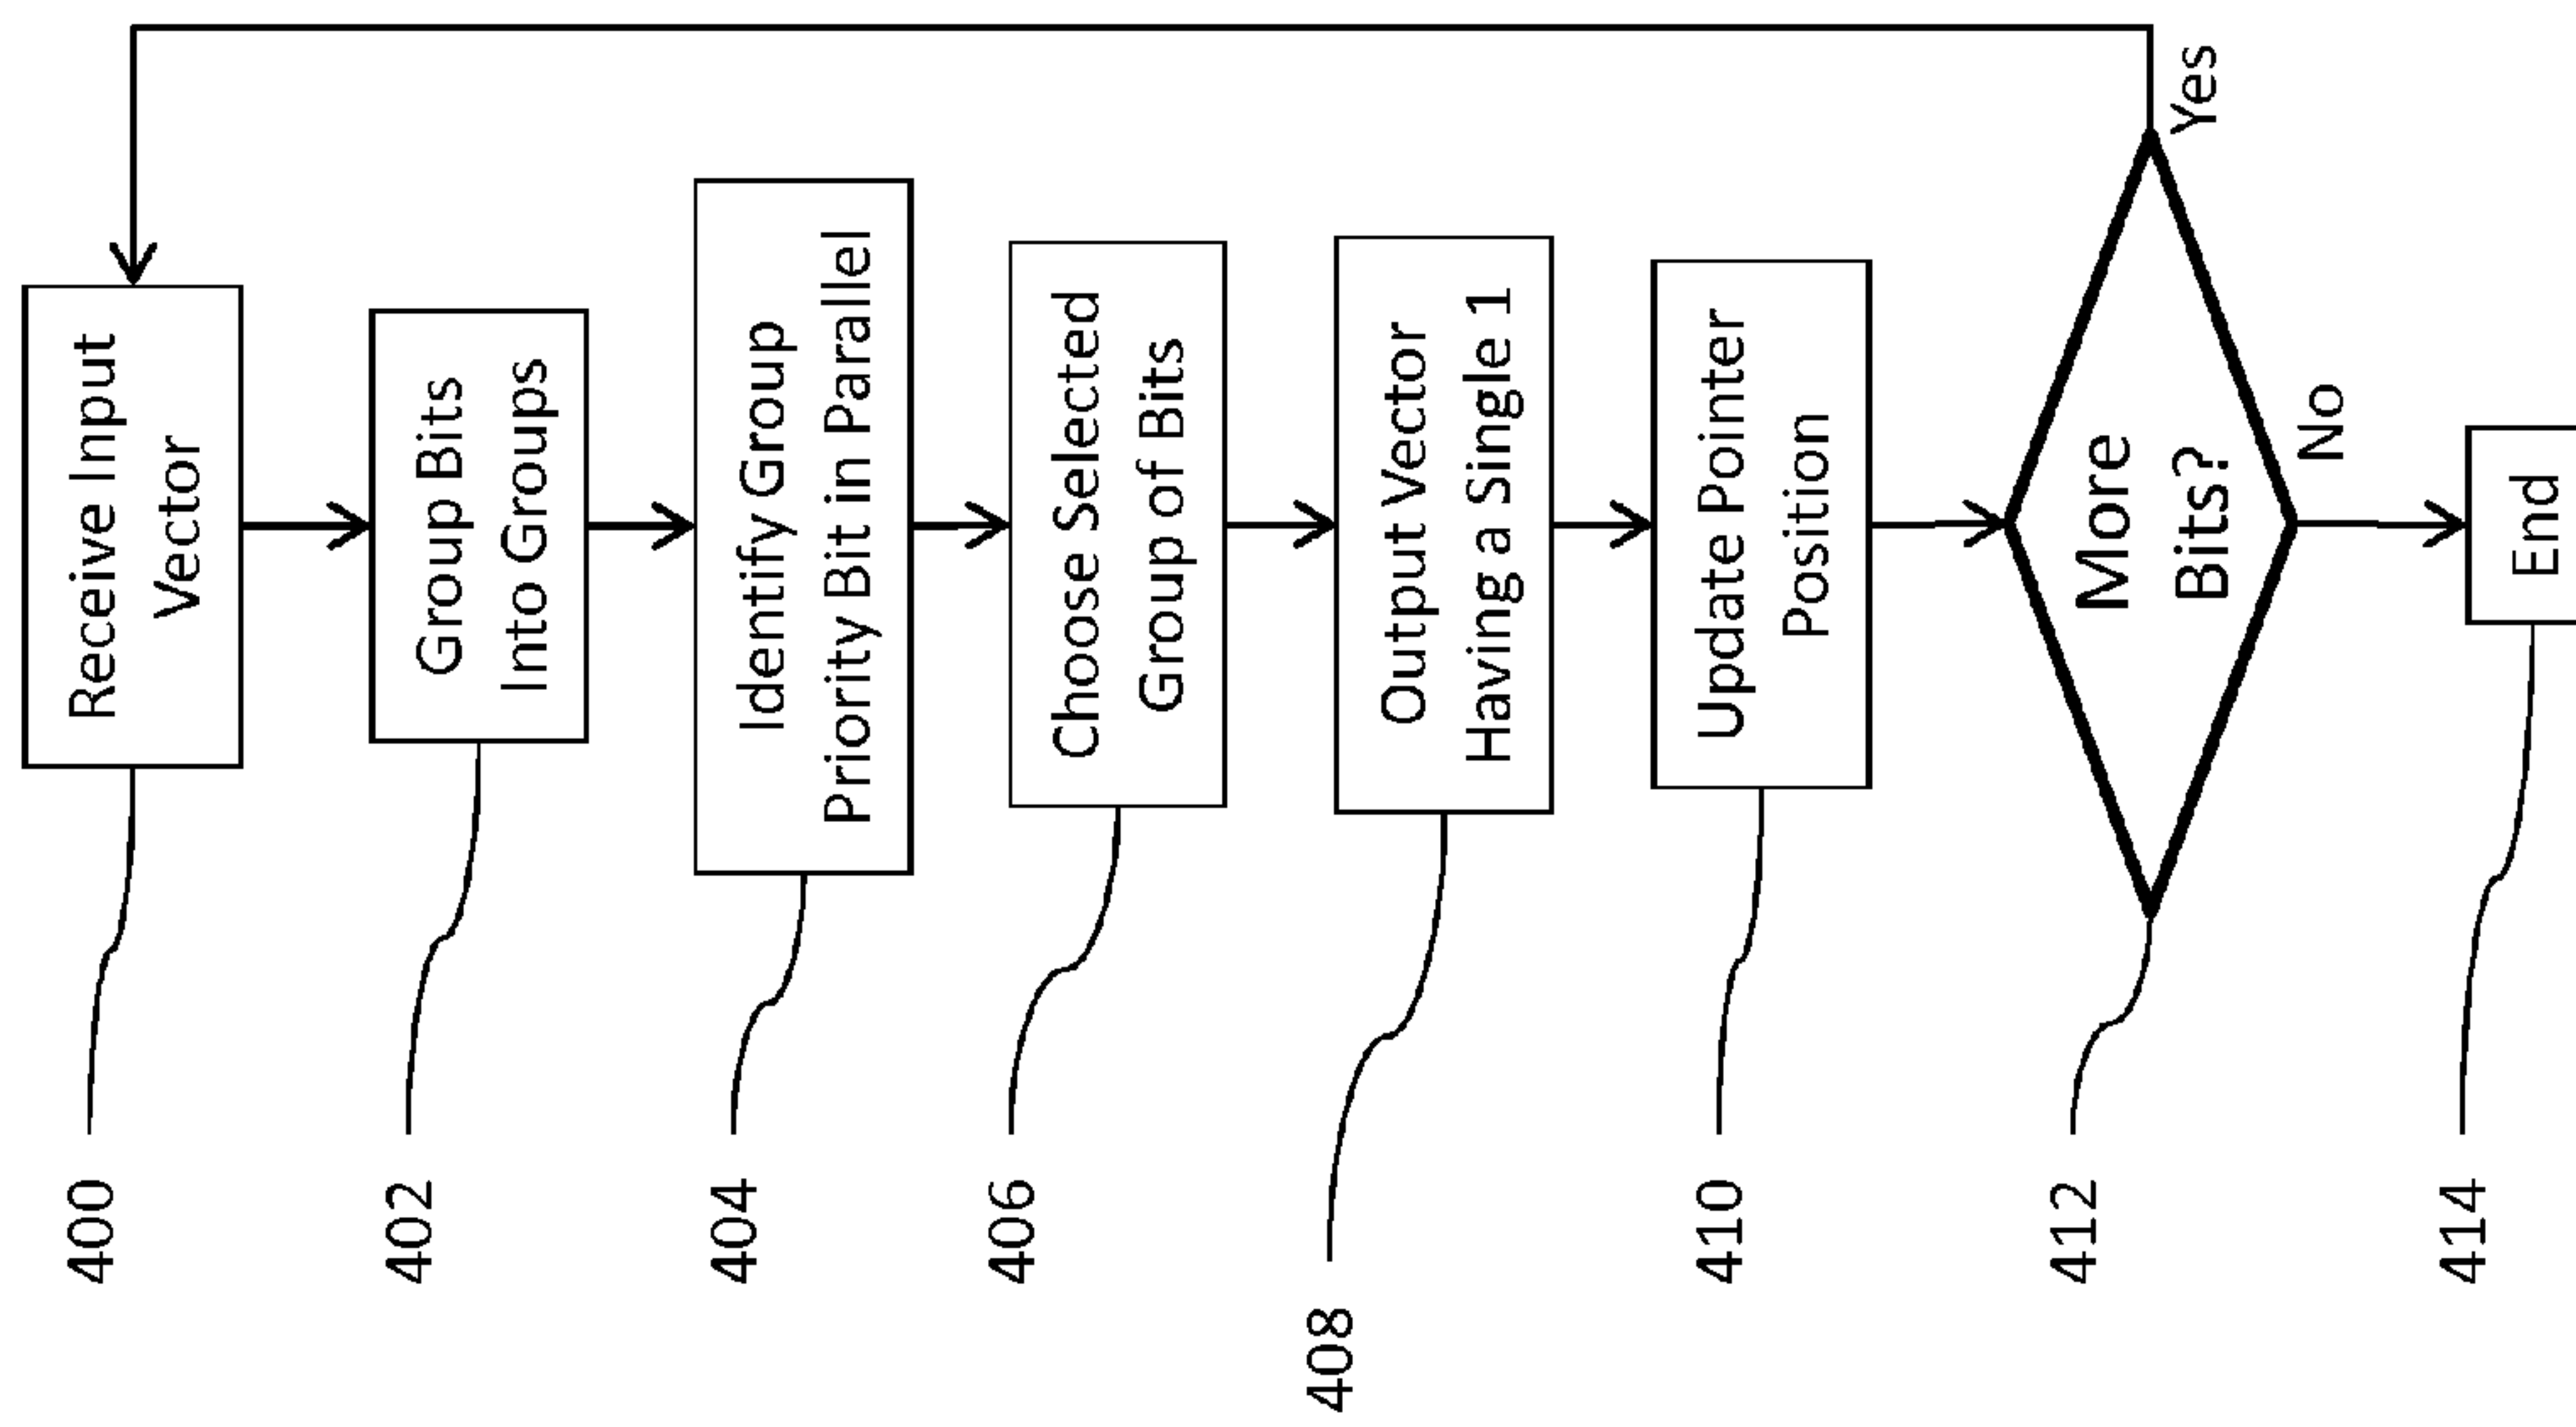 400
Receive Input
Vector
402
Group Bits
Into Groups
404
Identify Group
Priority Bit in Parallel
406
Choose Selected
Group of Bits
408
Output Vector
Having a Single 1
410
Update Pointer
Position
412
More
Bits?
Yes
No
414
End